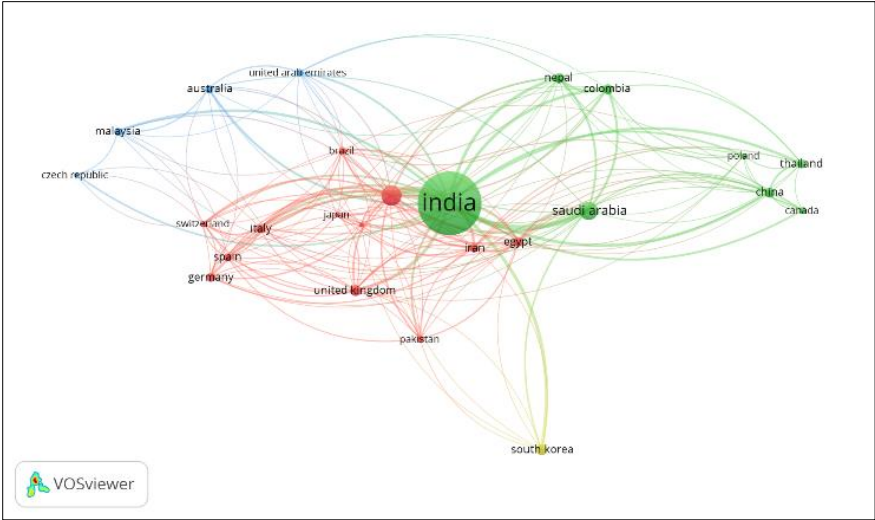 united arab emirates
nepal
australia
colombia
malaysia
brazil
poland
thailand
czech republic
china
india
saudi arabia
canada
japan
switzerland
italy
iran
egypt
spain
germany
united kingdom
pakistan
south korea
VOSviewer